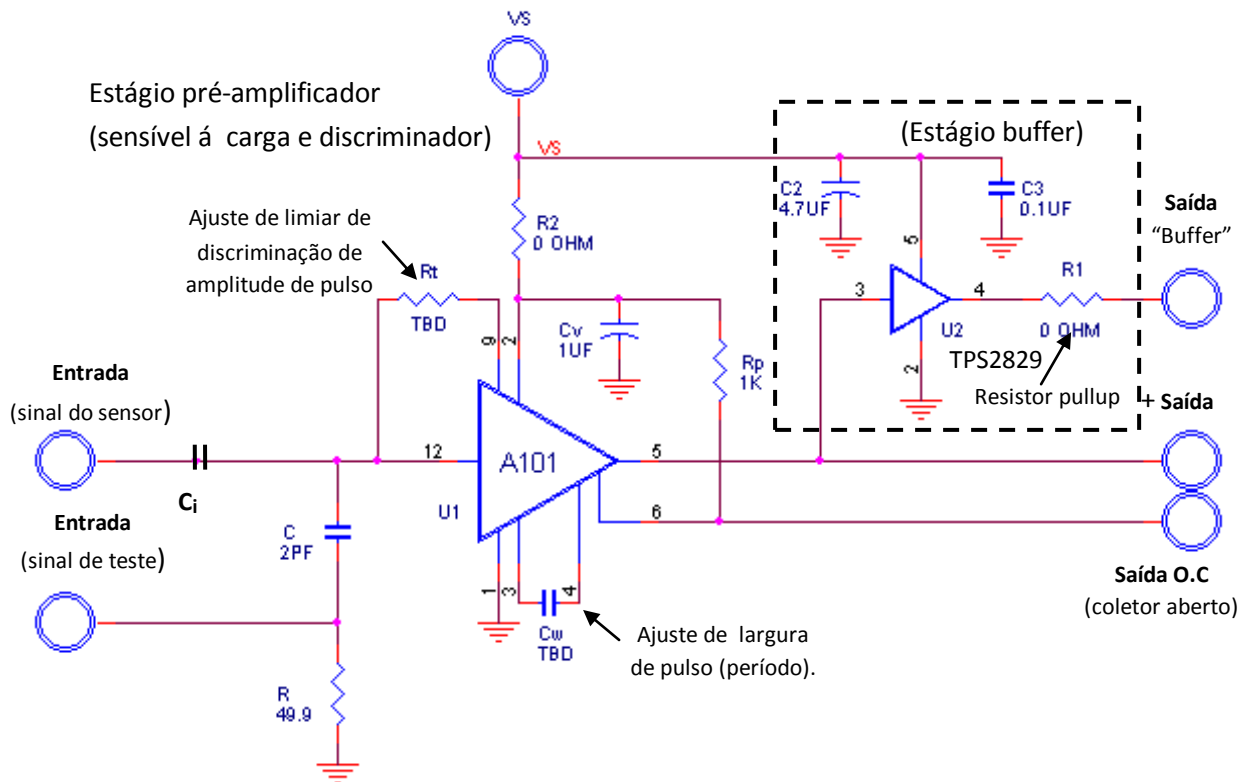 VS
Estágio pré-amplificador
(sensível á carga e discriminador)
VS
(Estágio buffer)
C2
4.7UF
C3
0.1UF
Saída
“Buffer”
Ajuste de limiar de
discriminação de
amplitude de pulso
R2
0 OHM
Rt
TBD
5
R1
3
4
U2
0 OHM
TPS2829
2
Resistor pullup
9
2
Cv
1UF
Rp
1K
+ Saída
Entrada
(sinal do sensor)
12
A101
5
Ci
U1
6
Entrada
(sinal de teste)
C
2PF
1
3
4
Cw
TBD
Saída O.C
(coletor aberto)
Ajuste de largura
de pulso (período).
R
49.9